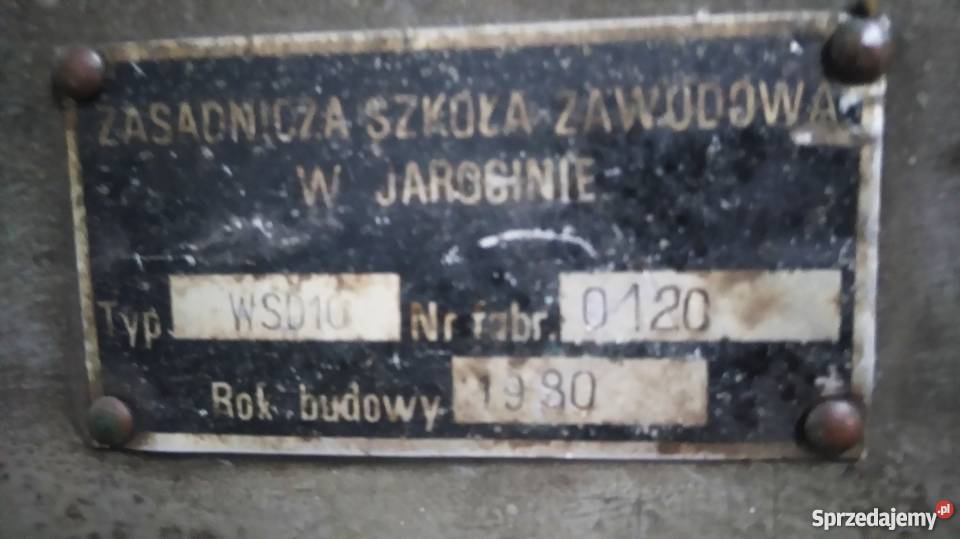 ZASADNICZA SZKOŁA ZAWODOWA
W JAROCINIE
Typ WSD10 Nr fabr. 0120
Rok budowy 1980
Sprzedajemy.pl